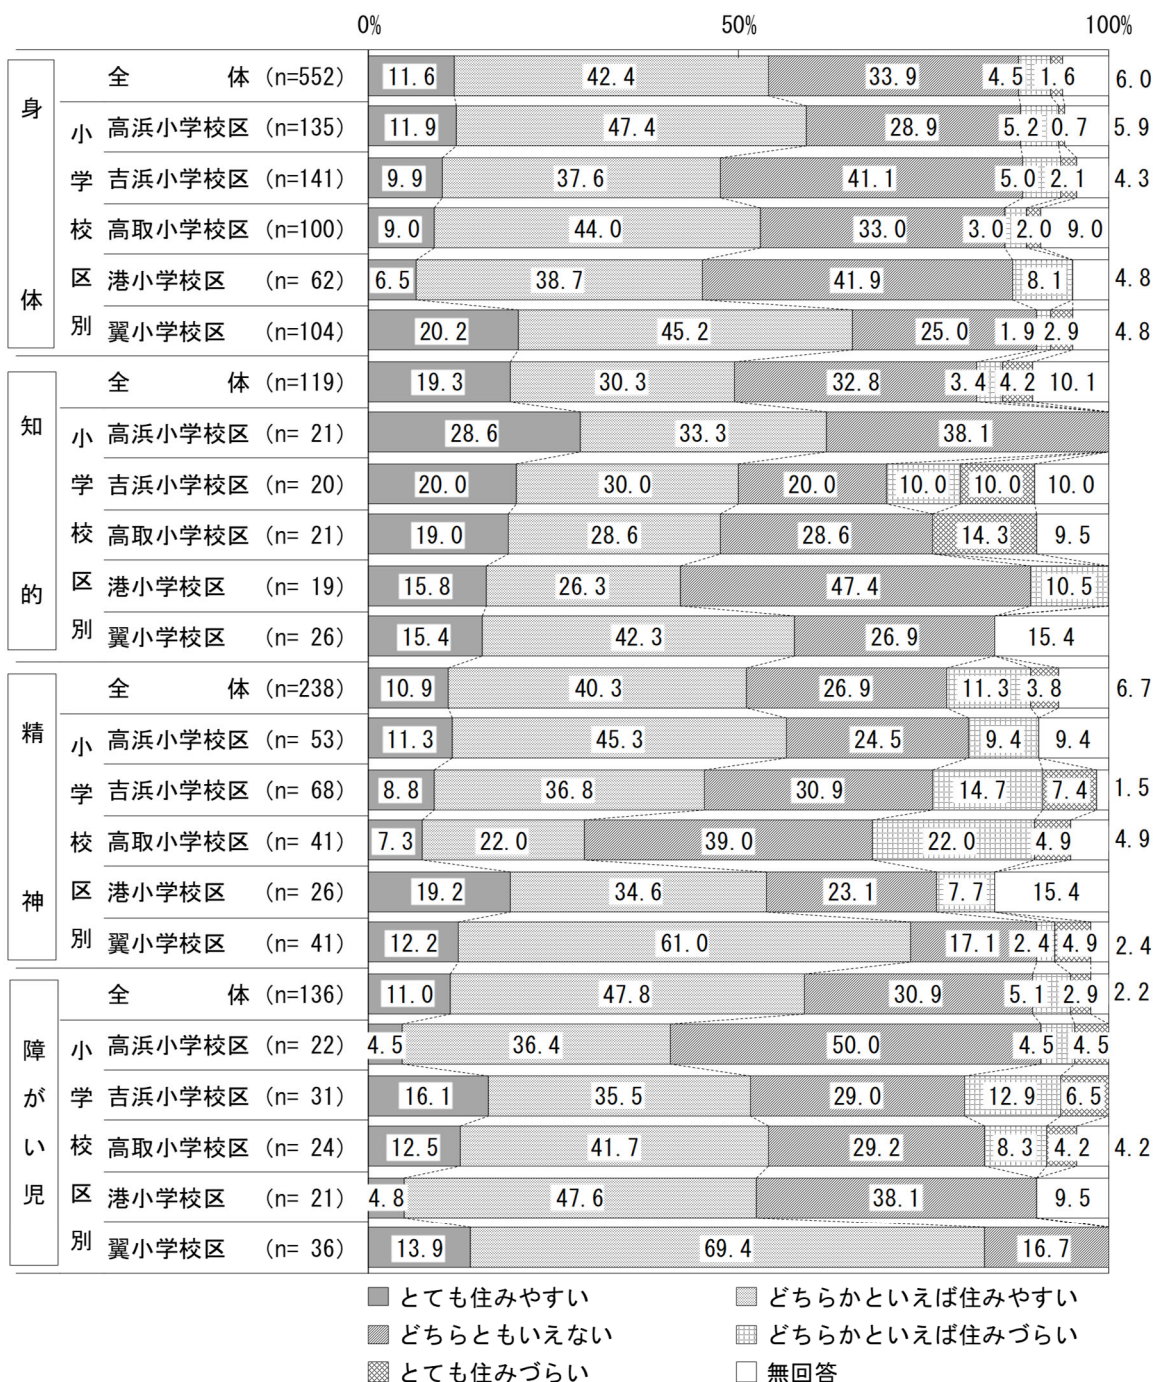 0% 50% 100%
身体
全体 (n=552) 11.6 42.4 33.9 4.5 1.6 6.0
小学校区別
高浜小学校区 (n=135) 11.9 47.4 28.9 5.2 0.7 5.9
吉浜小学校区 (n=141) 9.9 37.6 41.1 5.0 2.1 4.3
高取小学校区 (n=100) 9.0 44.0 33.0 3.0 2.0 9.0
港小学校区 (n= 62) 6.5 38.7 41.9 8.1 4.8
翼小学校区 (n=104) 20.2 45.2 25.0 1.9 2.9 4.8
知的
全体 (n=119) 19.3 30.3 32.8 3.4 4.2 10.1
小学校区別
高浜小学校区 (n= 21) 28.6 33.3 38.1
吉浜小学校区 (n= 20) 20.0 30.0 20.0 10.0 10.0 10.0
高取小学校区 (n= 21) 19.0 28.6 28.6 14.3 9.5
港小学校区 (n= 19) 15.8 26.3 47.4 10.5
翼小学校区 (n= 26) 15.4 42.3 26.9 15.4
精神
全体 (n=238) 10.9 40.3 26.9 11.3 3.8 6.7
小学校区別
高浜小学校区 (n= 53) 11.3 45.3 24.5 9.4 9.4
吉浜小学校区 (n= 68) 8.8 36.8 30.9 14.7 7.4 1.5
高取小学校区 (n= 41) 7.3 22.0 39.0 22.0 4.9 4.9
港小学校区 (n= 26) 19.2 34.6 23.1 7.7 15.4
翼小学校区 (n= 41) 12.2 61.0 17.1 2.4 4.9 2.4
障がい児
全体 (n=136) 11.0 47.8 30.9 5.1 2.9 2.2
小学校区別
高浜小学校区 (n= 22) 4.5 36.4 50.0 4.5 4.5
吉浜小学校区 (n= 31) 16.1 35.5 29.0 12.9 6.5
高取小学校区 (n= 24) 12.5 41.7 29.2 8.3 4.2 4.2
港小学校区 (n= 21) 4.8 47.6 38.1 9.5
翼小学校区 (n= 36) 13.9 69.4 16.7
とても住みやすい どちらかといえば住みやすい
どちらともいえない どちらかといえば住みづらい
とても住みづらい 無回答